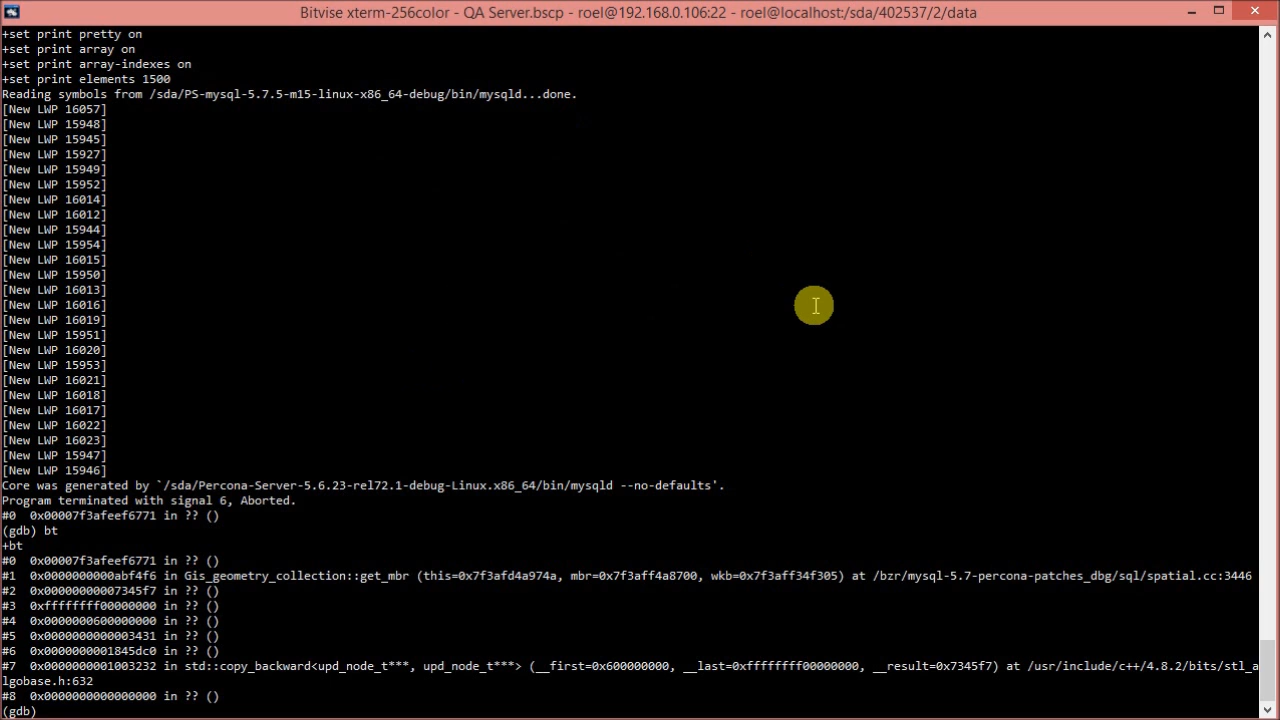 Bitvise xterm-256color - QA Server.bscp - roel@192.168.0.106:22 - roel@localhost:/sda/402537/2/data
+set print pretty on
+set print array on
+set print array-indexes on
+set print elements 1500
Reading symbols from /sda/PS-mysql-5.7.5-m15-linux-x86_64-debug/bin/mysqld...done.
[New LWP 16057]
[New LWP 15948]
[New LWP 15945]
[New LWP 15927]
[New LWP 15949]
[New LWP 15952]
[New LWP 16014]
[New LWP 16012]
[New LWP 15944]
[New LWP 15954]
[New LWP 16015]
[New LWP 15950]
[New LWP 16013]
[New LWP 16016]
[New LWP 16019]
[New LWP 15951]
[New LWP 16020]
[New LWP 15953]
[New LWP 16021]
[New LWP 16018]
[New LWP 16017]
[New LWP 16022]
[New LWP 16023]
[New LWP 15947]
[New LWP 15946]
Core was generated by `/sda/Percona-Server-5.6.23-rel72.1-debug-Linux.x86_64/bin/mysqld --no-defaults'.
Program terminated with signal 6, Aborted.
#0  0x00007f3afeef6771 in ?? ()
(gdb) bt
+bt
#0  0x00007f3afeef6771 in ?? ()
#1  0x0000000000abf4f6 in Gis_geometry_collection::get_mbr (this=0x7f3afd4a974a, mbr=0x7f3aff4a8700, wkb=0x7f3aff34f305) at /bzr/mysql-5.7-percona-patches_dbg/sql/spatial.cc:3446
#2  0x00000000007345f7 in ?? ()
#3  0xffffffff00000000 in ?? ()
#4  0x0000000600000000 in ?? ()
#5  0x0000000000003431 in ?? ()
#6  0x0000000001845dc0 in ?? ()
#7  0x0000000001003232 in std::copy_backward<upd_node_t***, upd_node_t***> (__first=0x600000000, __last=0xffffffff00000000, __result=0x7345f7) at /usr/include/c++/4.8.2/bits/stl_a
lgobase.h:632
#8  0x0000000000000000 in ?? ()
(gdb)